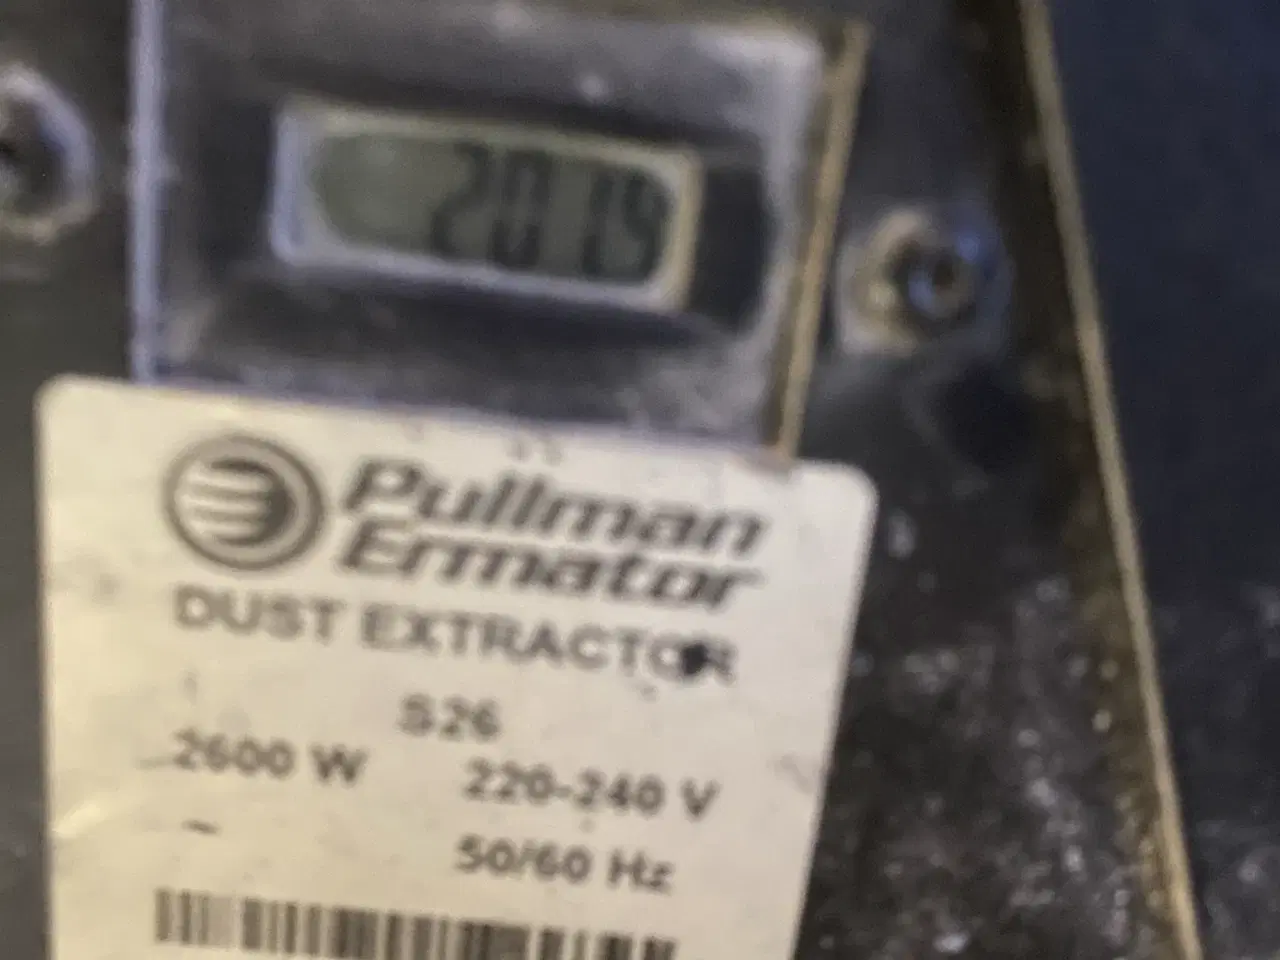 2019
Pullman
Ermator
DUST EXTRACTOR
S26
2600 W 220-240 V
~ 50/60 Hz